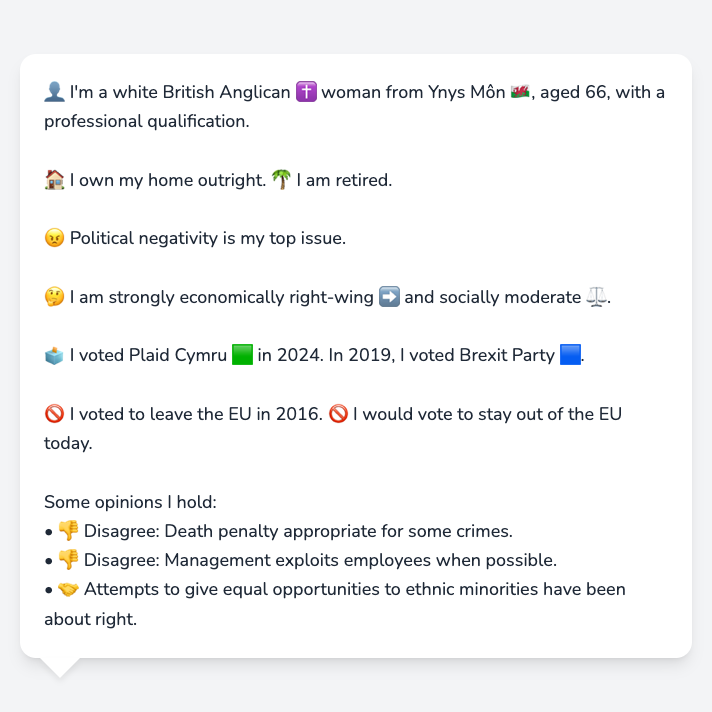 👤 I'm a white British Anglican ✝️ woman from Ynys Môn 🏴󠁧󠁢󠁷󠁬󠁳󠁿, aged 66, with a
professional qualification.
🏠 I own my home outright. 🌴 I am retired.
😠 Political negativity is my top issue.
🤔 I am strongly economically right-wing ➡️ and socially moderate ⚖️.
🗳️ I voted Plaid Cymru 🟩 in 2024. In 2019, I voted Brexit Party 🟦.
🚫 I voted to leave the EU in 2016. 🚫 I would vote to stay out of the EU
today.
Some opinions I hold:
• 👎 Disagree: Death penalty appropriate for some crimes.
• 👎 Disagree: Management exploits employees when possible.
• 🤝 Attempts to give equal opportunities to ethnic minorities have been
about right.